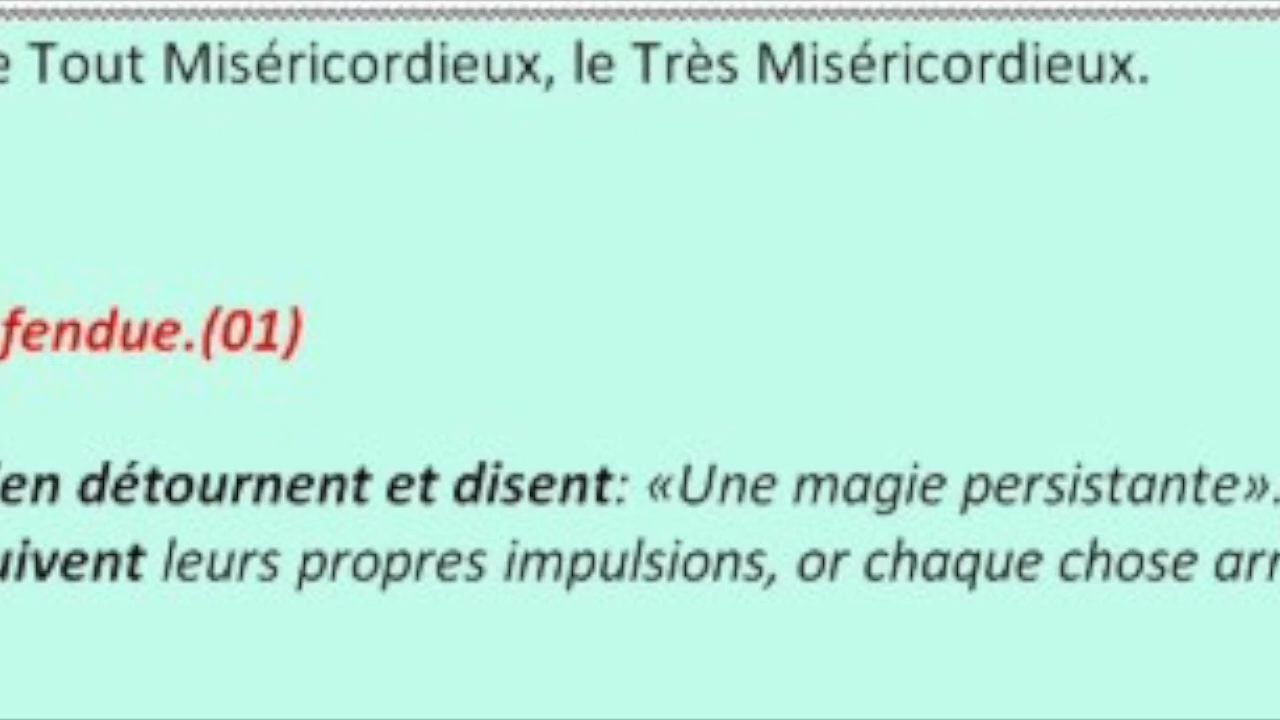 e Tout Miséricordieux, le Très Miséricordieux.
fendue.(01)
'en détournent et disent: «Une magie persistante».
uivent leurs propres impulsions, or chaque chose arr